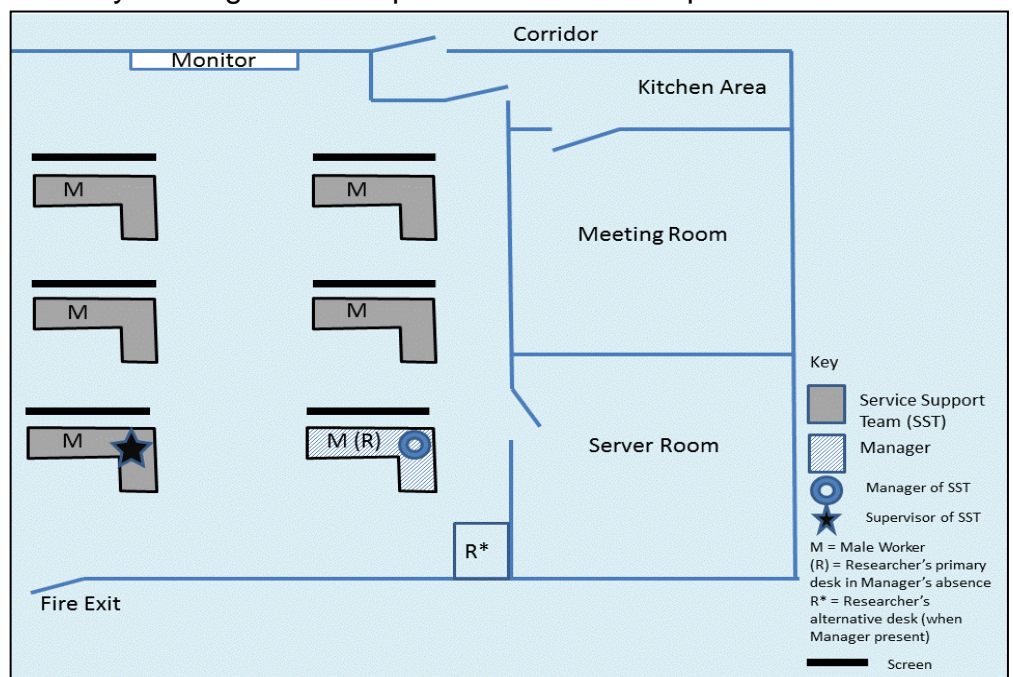 Corridor
Monitor
Kitchen Area
M
M
Meeting Room
M
M
Key
Service Support
Team (SST)
M
M (R)
Server Room
Manager
Manager of SST
Supervisor of SST
R*
M = Male Worker
(R) = Researcher's primary
desk in Manager's absence
R* = Researcher's
alternative desk (when
Manager present)
Fire Exit
Screen